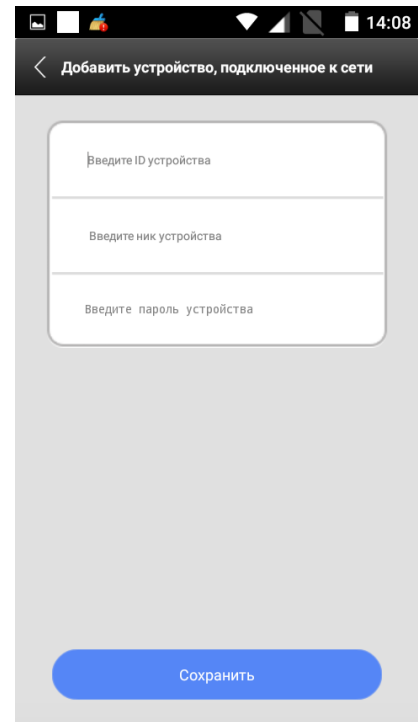 14:08
Добавить устройство, подключенное к сети
Введите ID устройства
Введите ник устройства
Введите пароль устройства
Сохранить